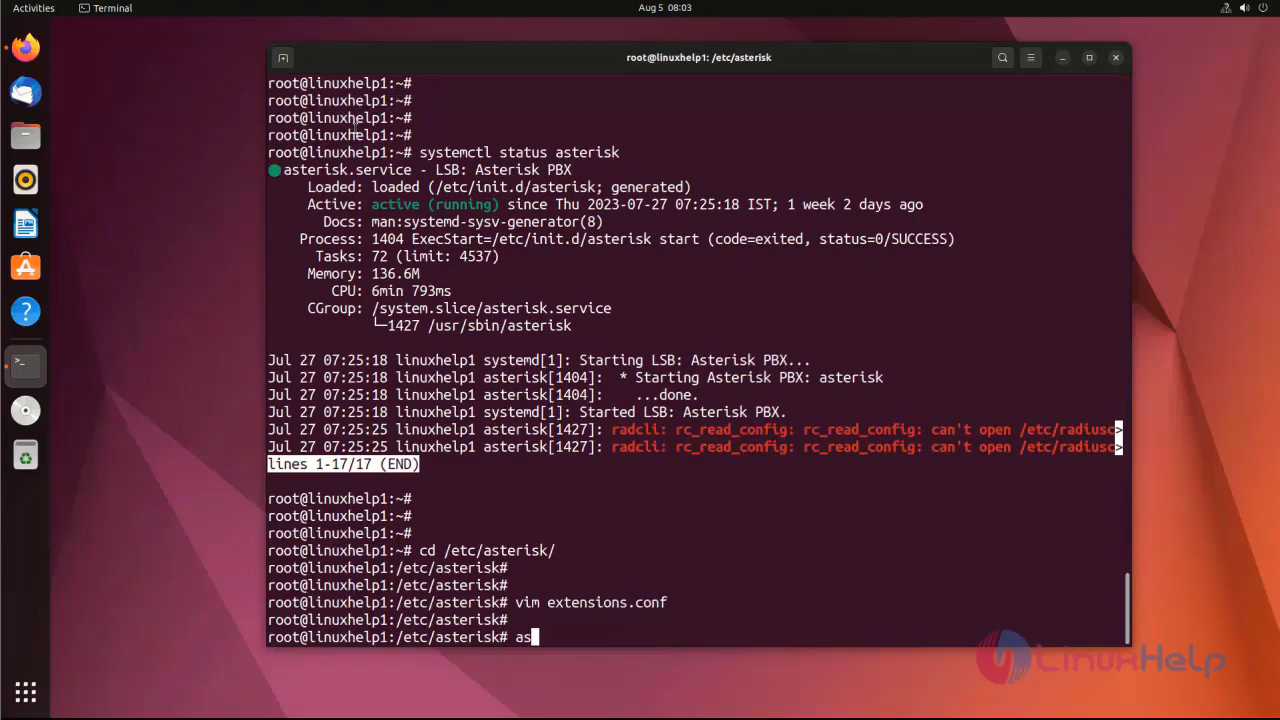 Activities
Terminal
Aug 5 08:03
root@linuxhelp1: /etc/asterisk
root@linuxhelp1:~#
root@linuxhelp1:~#
root@linuxhelp1:~#
root@linuxhelp1:~#
root@linuxhelp1:~# systemctl status asterisk
asterisk.service - LSB: Asterisk PBX
Loaded: loaded (/etc/init.d/asterisk; generated)
Active: active (running) since Thu 2023-07-27 07:25:18 IST; 1 week 2 days ago
Docs: man:systemd-sysv-generator(8)
Process: 1404 ExecStart=/etc/init.d/asterisk start (code=exited, status=0/SUCCESS)
Tasks: 72 (limit: 4537)
Memory: 136.6M
CPU: 6min 793ms
CGroup: /system.slice/asterisk.service
└─1427 /usr/sbin/asterisk
Jul 27 07:25:18 linuxhelp1 systemd[1]: Starting LSB: Asterisk PBX...
Jul 27 07:25:18 linuxhelp1 asterisk[1404]:  * Starting Asterisk PBX: asterisk
Jul 27 07:25:18 linuxhelp1 asterisk[1404]:    ...done.
Jul 27 07:25:18 linuxhelp1 systemd[1]: Started LSB: Asterisk PBX.
Jul 27 07:25:25 linuxhelp1 asterisk[1427]: radcli: rc_read_config: rc_read_config: can't open /etc/radiusc>
Jul 27 07:25:25 linuxhelp1 asterisk[1427]: radcli: rc_read_config: rc_read_config: can't open /etc/radiusc>
lines 1-17/17 (END)
root@linuxhelp1:~#
root@linuxhelp1:~#
root@linuxhelp1:~#
root@linuxhelp1:~# cd /etc/asterisk/
root@linuxhelp1:/etc/asterisk#
root@linuxhelp1:/etc/asterisk#
root@linuxhelp1:/etc/asterisk# vim extensions.conf
root@linuxhelp1:/etc/asterisk#
root@linuxhelp1:/etc/asterisk# as
LinuxHelp